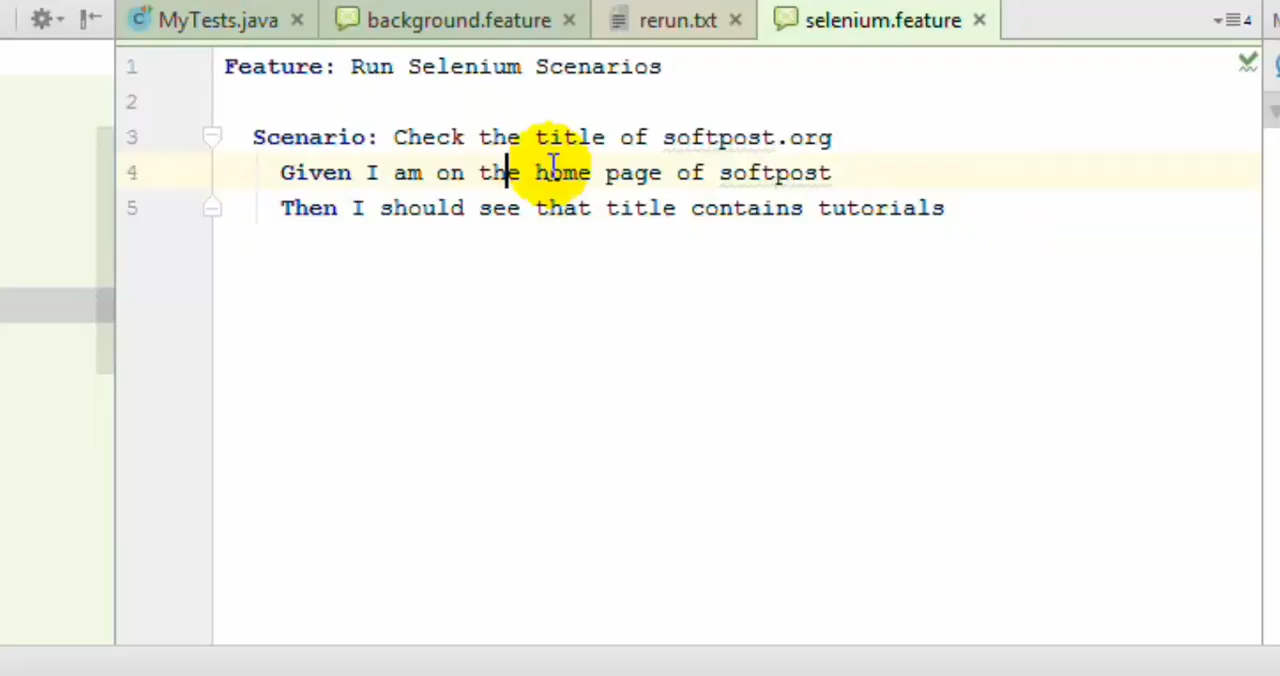 MyTests.java background.feature rerun.txt selenium.feature 4
1 Feature: Run Selenium Scenarios
2
3 Scenario: Check the title of softpost.org
4 Given I am on the home page of softpost
5 Then I should see that title contains tutorials